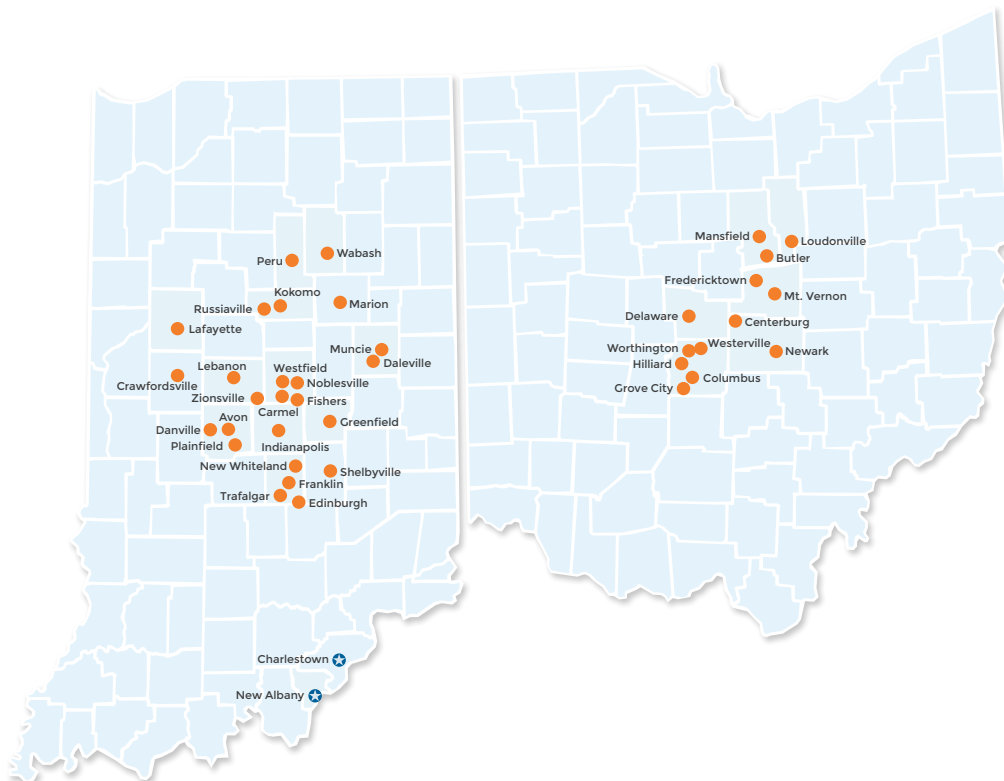 Wabash
Peru
Kokomo
Marion
Russiaville
Lafayette
Muncie
Daleville
Lebanon
Westfield
Crawfordsville
Noblesville
Zionsville
Fishers
Carmel
Avon
Greenfield
Danville
Plainfield
Indianapolis
New Whiteland
Shelbyville
Franklin
Trafalgar
Edinburgh
Charlestown
New Albany
Mansfield
Loudonville
Butler
Fredericktown
Mt. Vernon
Delaware
Centerburg
Westerville
Worthington
Newark
Hilliard
Columbus
Grove City